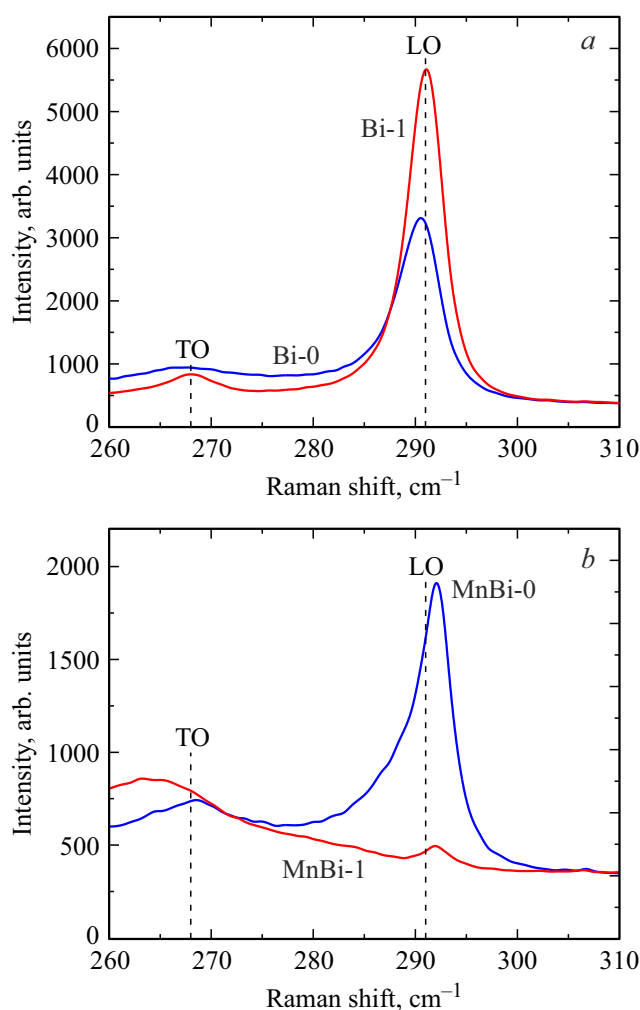 a
LO
6000
5000
4000
3000
2000
1000
0
Bi-1
TO
Bi-0
Intensity, arb. units
260 270 280 290 300 310
Raman shift, cm⁻¹
b
LO
2000
1500
1000
500
0
MnBi-0
TO
MnBi-1
Intensity, arb. units
260 270 280 290 300 310
Raman shift, cm⁻¹